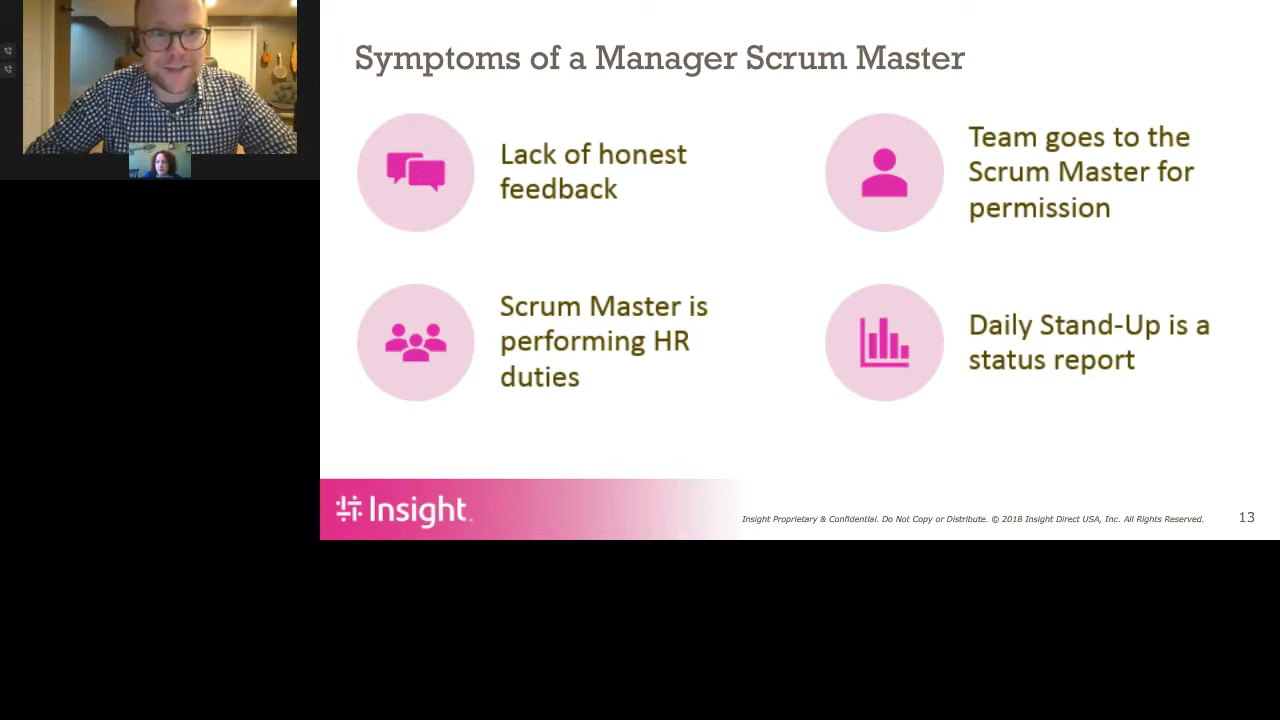 Symptoms of a Manager Scrum Master
Lack of honest
feedback
Team goes to the
Scrum Master for
permission
Scrum Master is
performing HR
duties
Daily Stand-Up is a
status report
Insight.
Insight Proprietary & Confidential. Do Not Copy or Distribute. © 2018 Insight Direct USA, Inc. All Rights Reserved.
13